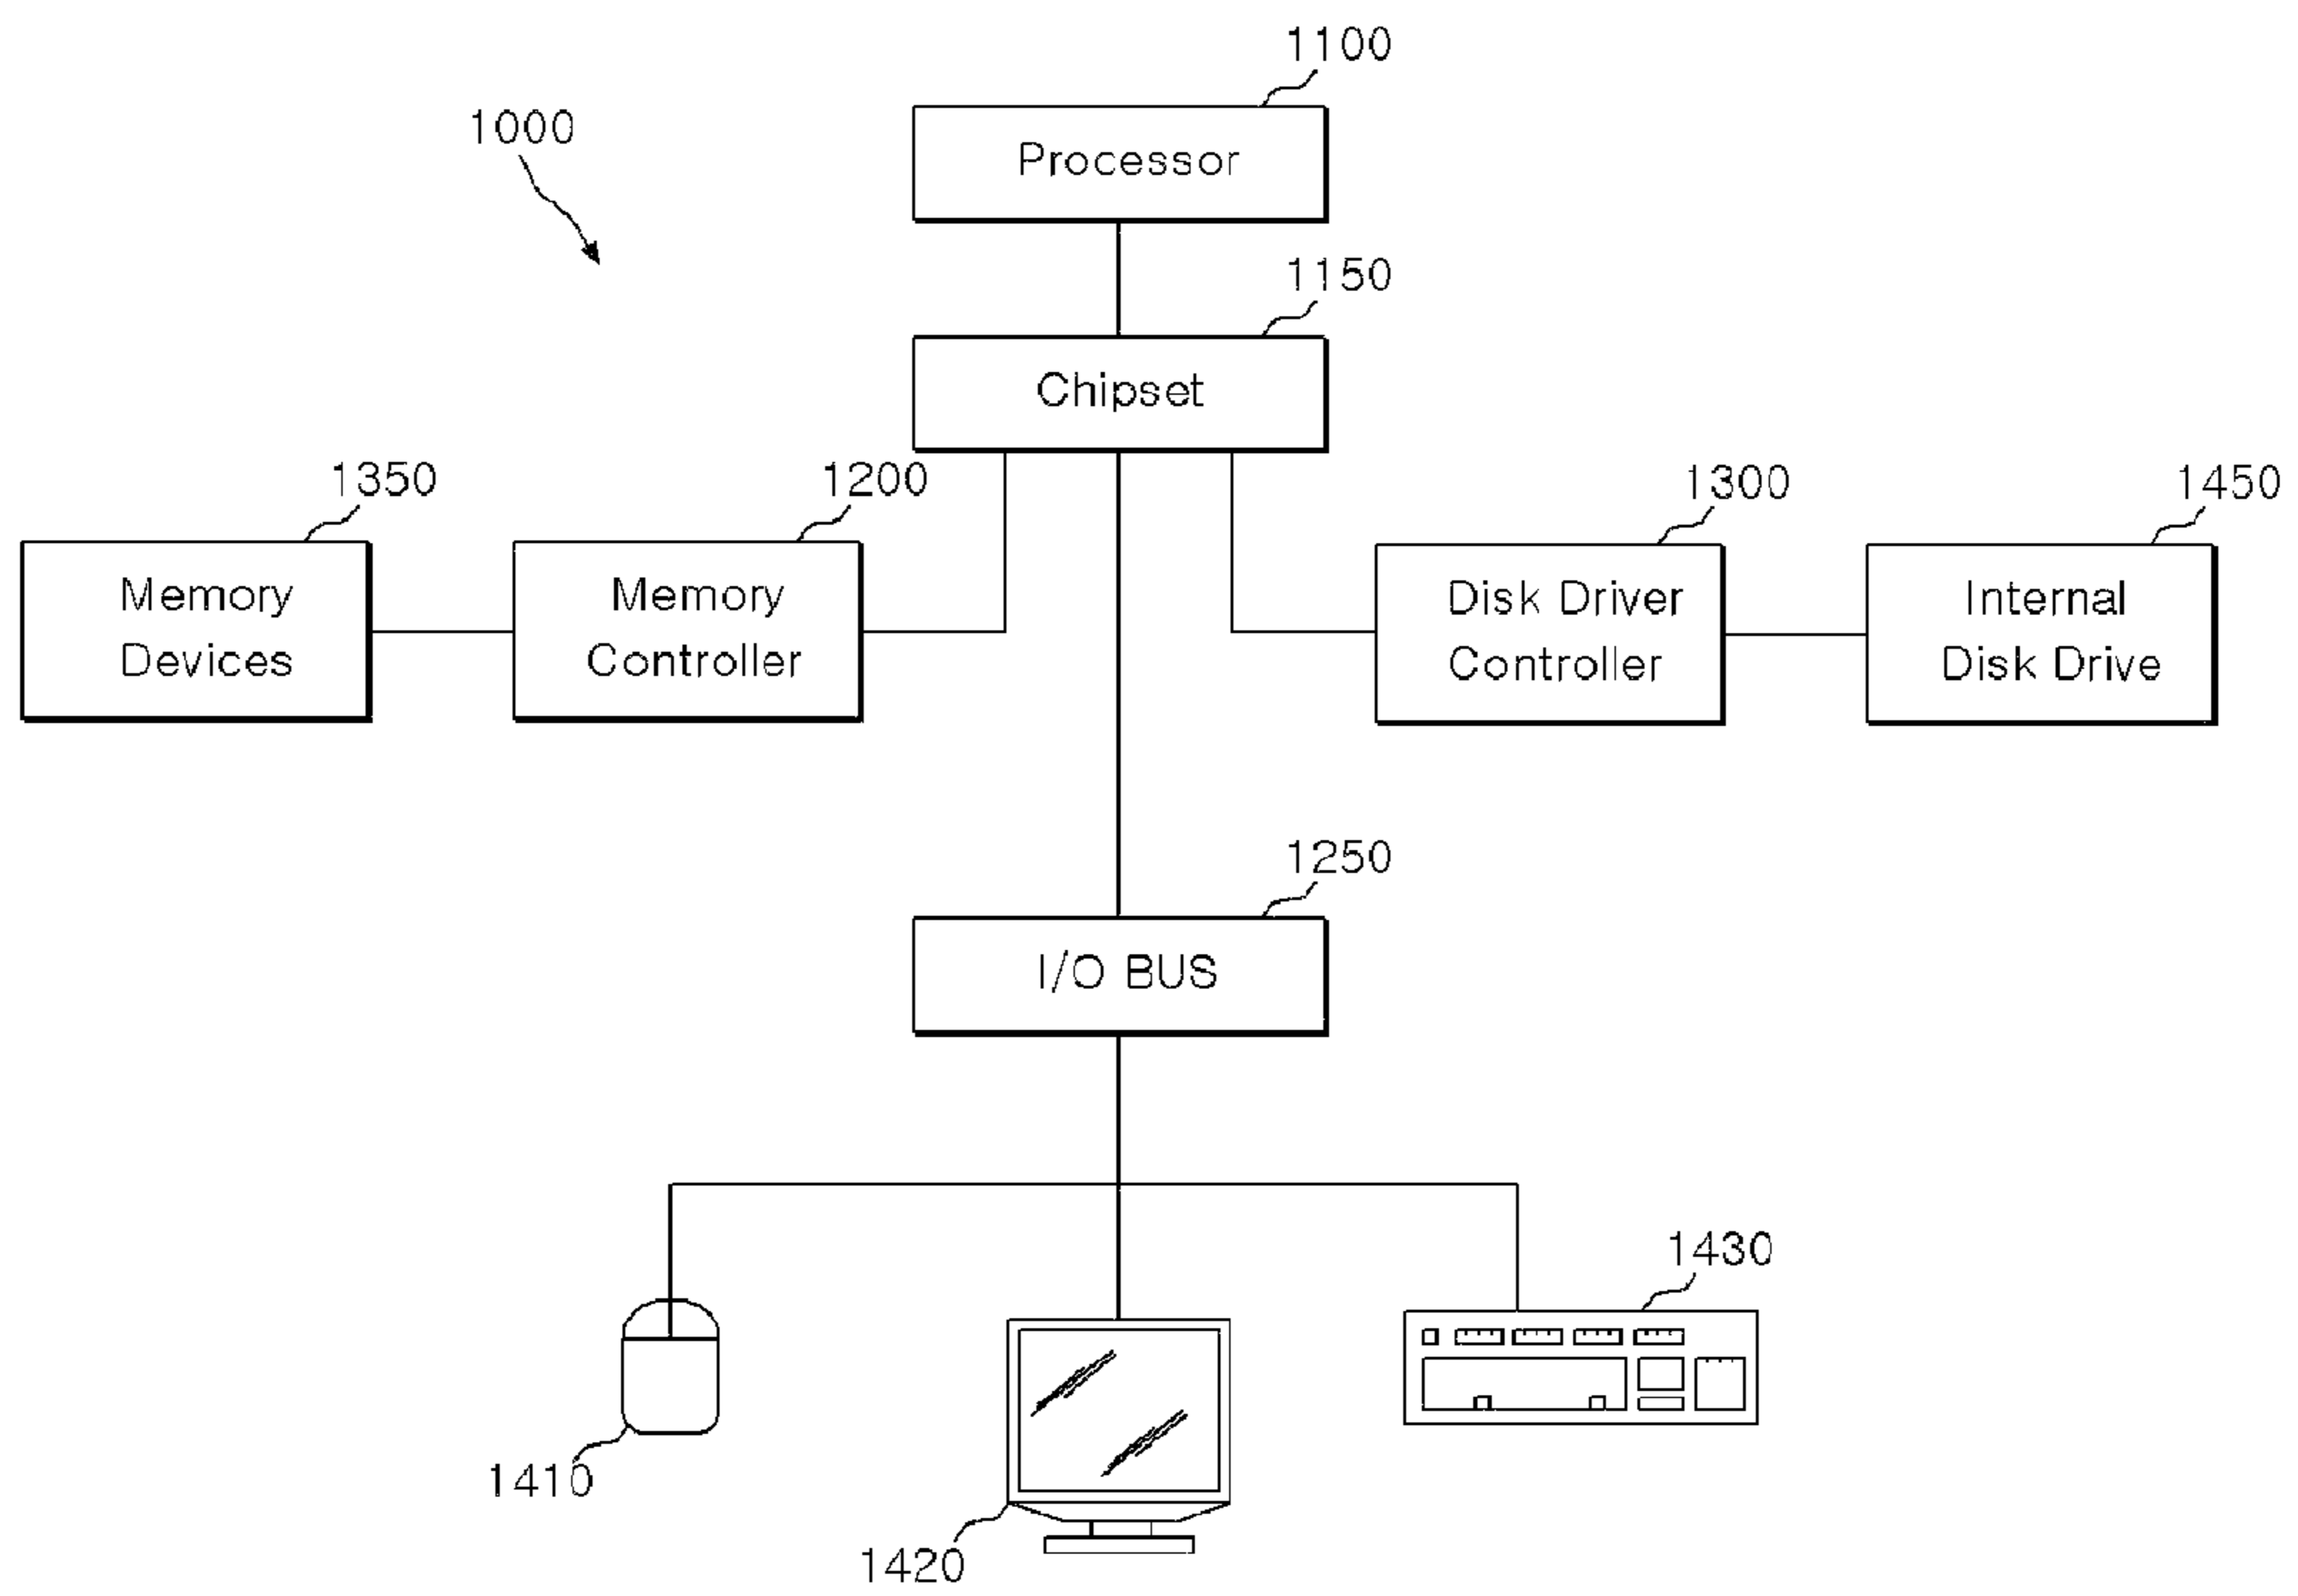 1100
1000
Processor
1150
Chipset
1350
1200
1300
1450
Memory
Devices
Memory
Controller
Disk Driver
Controller
Internal
Disk Drive
1250
I/O BUS
1430
1410
1420